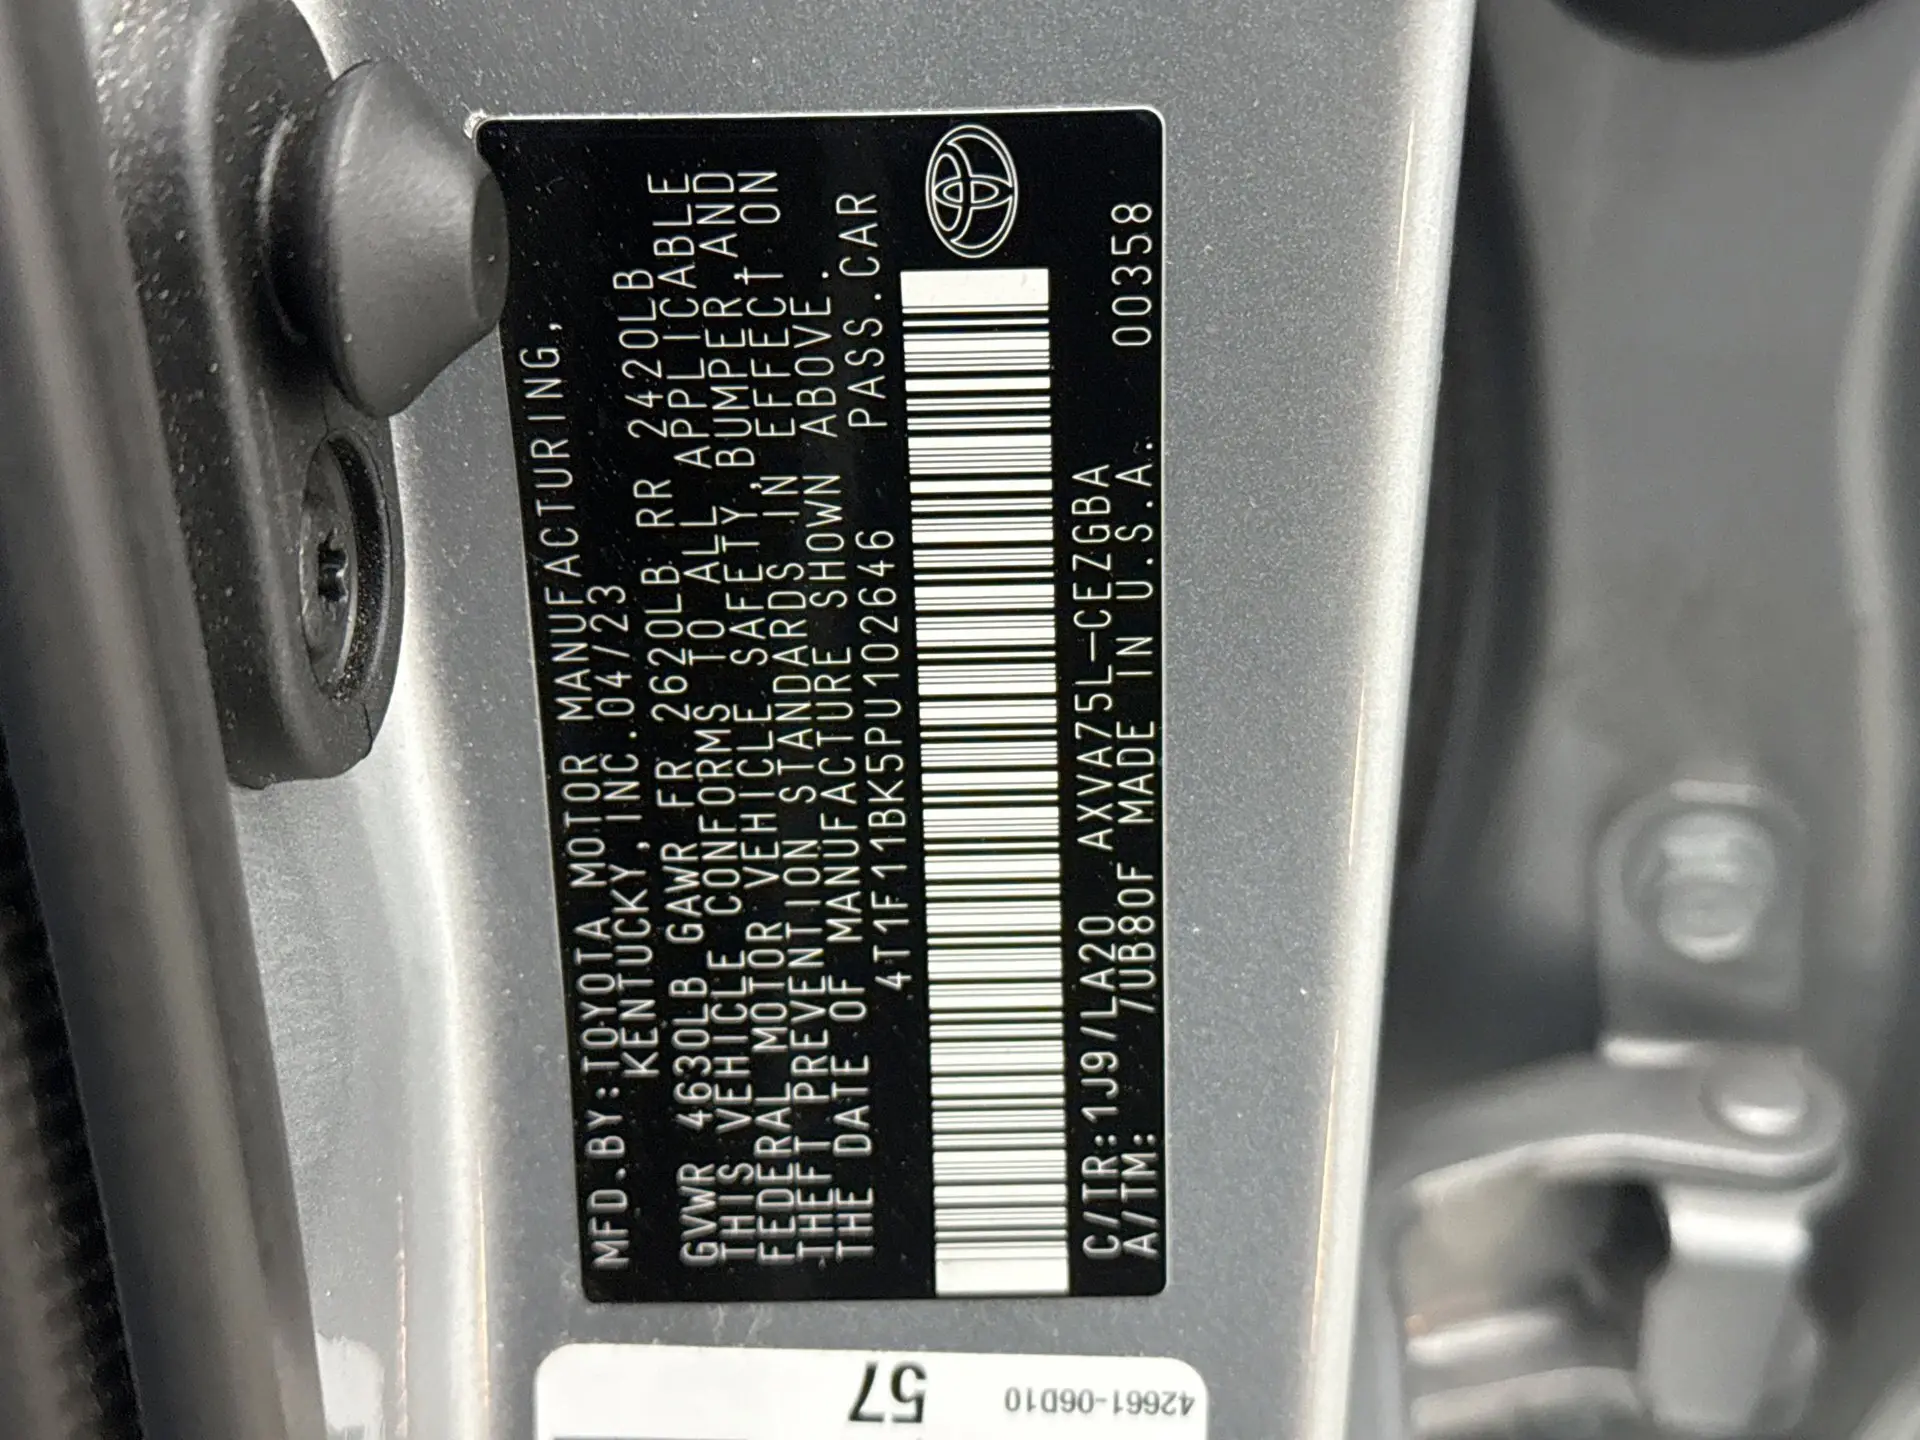 MFD.BY:TOYOTA MOTOR MANUFACTURING,
KENTUCKY, INC. 04/23
GVWR 4630LB GAWR FR 2620LB RR 2420LB
THIS VEHICLE CONFORMS TO ALL APPLICABLE
FEDERAL MOTOR VEHICLE SAFETY, BUMPER, AND
THEFT PREVENTION STANDARDS IN EFFECT ON
THE DATE OF MANUFACTURE SHOWN ABOVE.
4T1F11BK5PU102646 PASS.CAR
C/TR:1J9/LA20 AXVA75L-CEZGBA 00358
A/TM: /UB80F MADE IN U.S.A.
57
42661-06D10